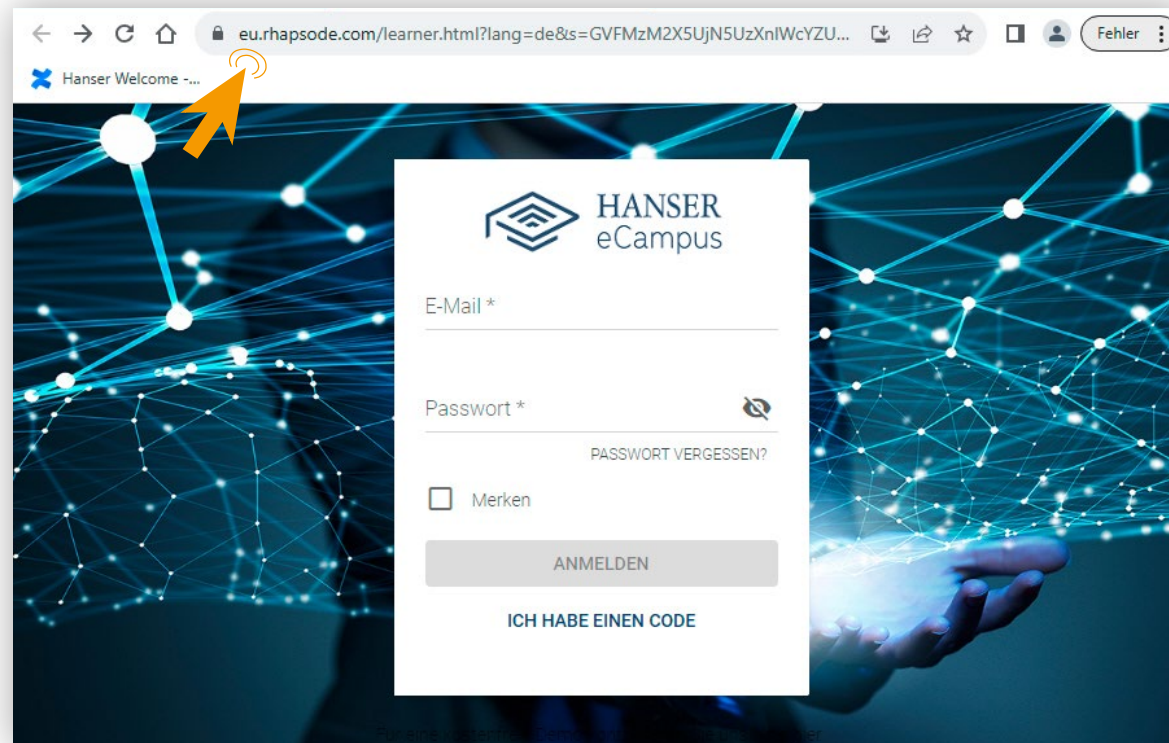 eu.rhapsode.com/learner.html?lang=de&s=GVFMzM2X5UjN5UzXnIWcYZU...
Fehler
Hanser Welcome -...
HANSER
eCampus
E-Mail *
Passwort *
PASSWORT VERGESSEN?
Merken
ANMELDEN
ICH HABE EINEN CODE